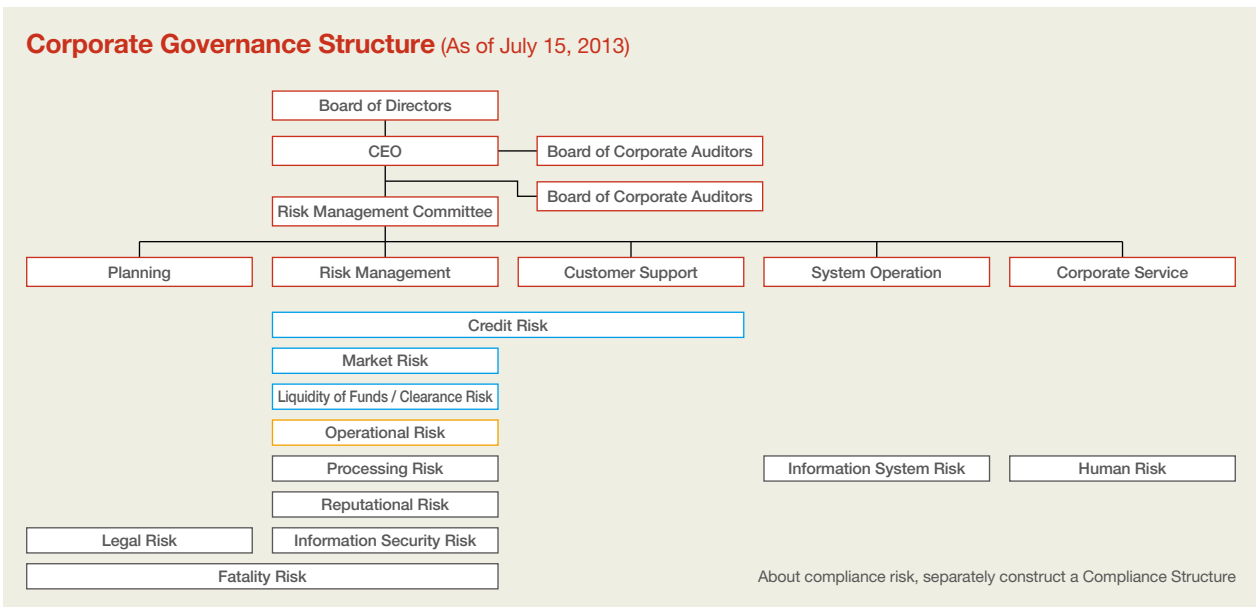 Corporate Governance Structure (As of July 15, 2013)
Board of Directors
CEO
Board of Corporate Auditors
Board of Corporate Auditors
Risk Management Committee
Planning
Risk Management
Customer Support
System Operation
Corporate Service
Credit Risk
Market Risk
Liquidity of Funds / Clearance Risk
Operational Risk
Processing Risk
Information System Risk
Human Risk
Reputational Risk
Legal Risk
Information Security Risk
Fatality Risk
About compliance risk, separately construct a Compliance Structure